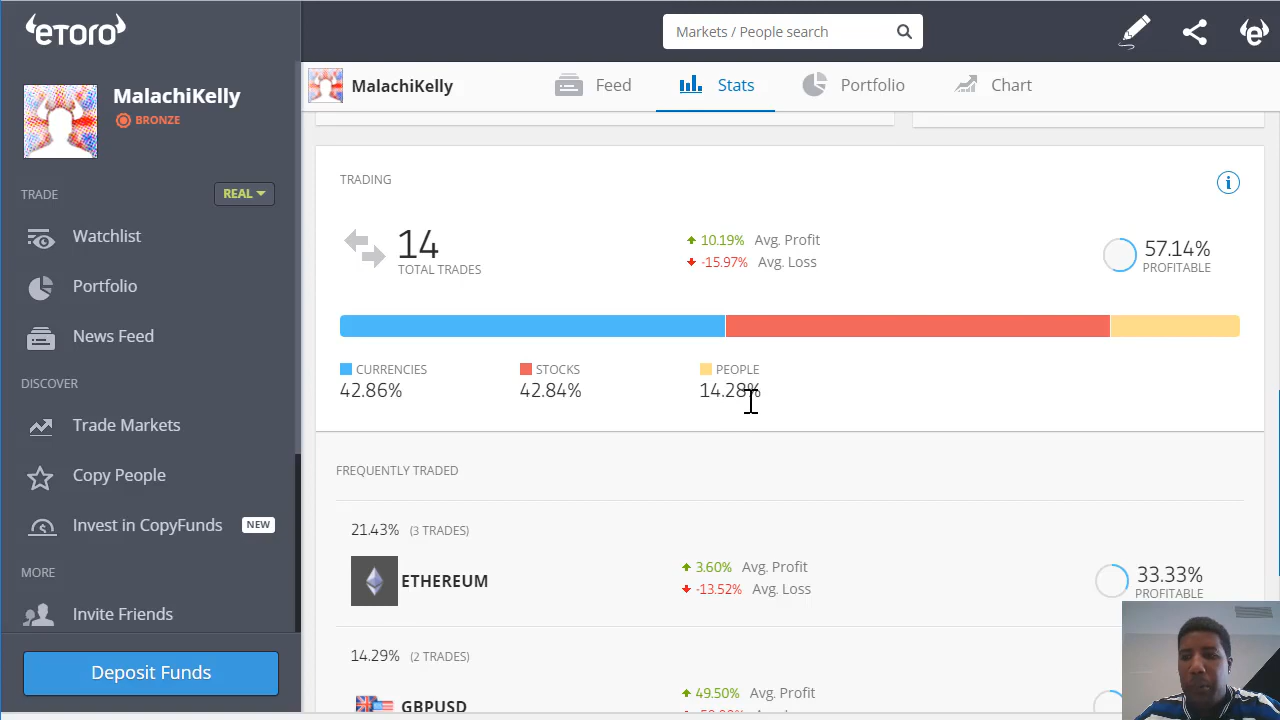 eToro
Markets / People search
MalachiKelly
BRONZE
MalachiKelly
Feed
Stats
Portfolio
Chart
TRADE
REAL
Watchlist
Portfolio
News Feed
DISCOVER
Trade Markets
Copy People
Invest in CopyFunds
NEW
MORE
Invite Friends
Deposit Funds
TRADING
14
TOTAL TRADES
10.19% Avg. Profit
-15.97% Avg. Loss
57.14%
PROFITABLE
CURRENCIES
42.86%
STOCKS
42.84%
PEOPLE
14.28%
FREQUENTLY TRADED
21.43% (3 TRADES)
ETHEREUM
3.60% Avg. Profit
-13.52% Avg. Loss
33.33%
PROFITABLE
14.29% (2 TRADES)
GBPUSD
49.50% Avg. Profit